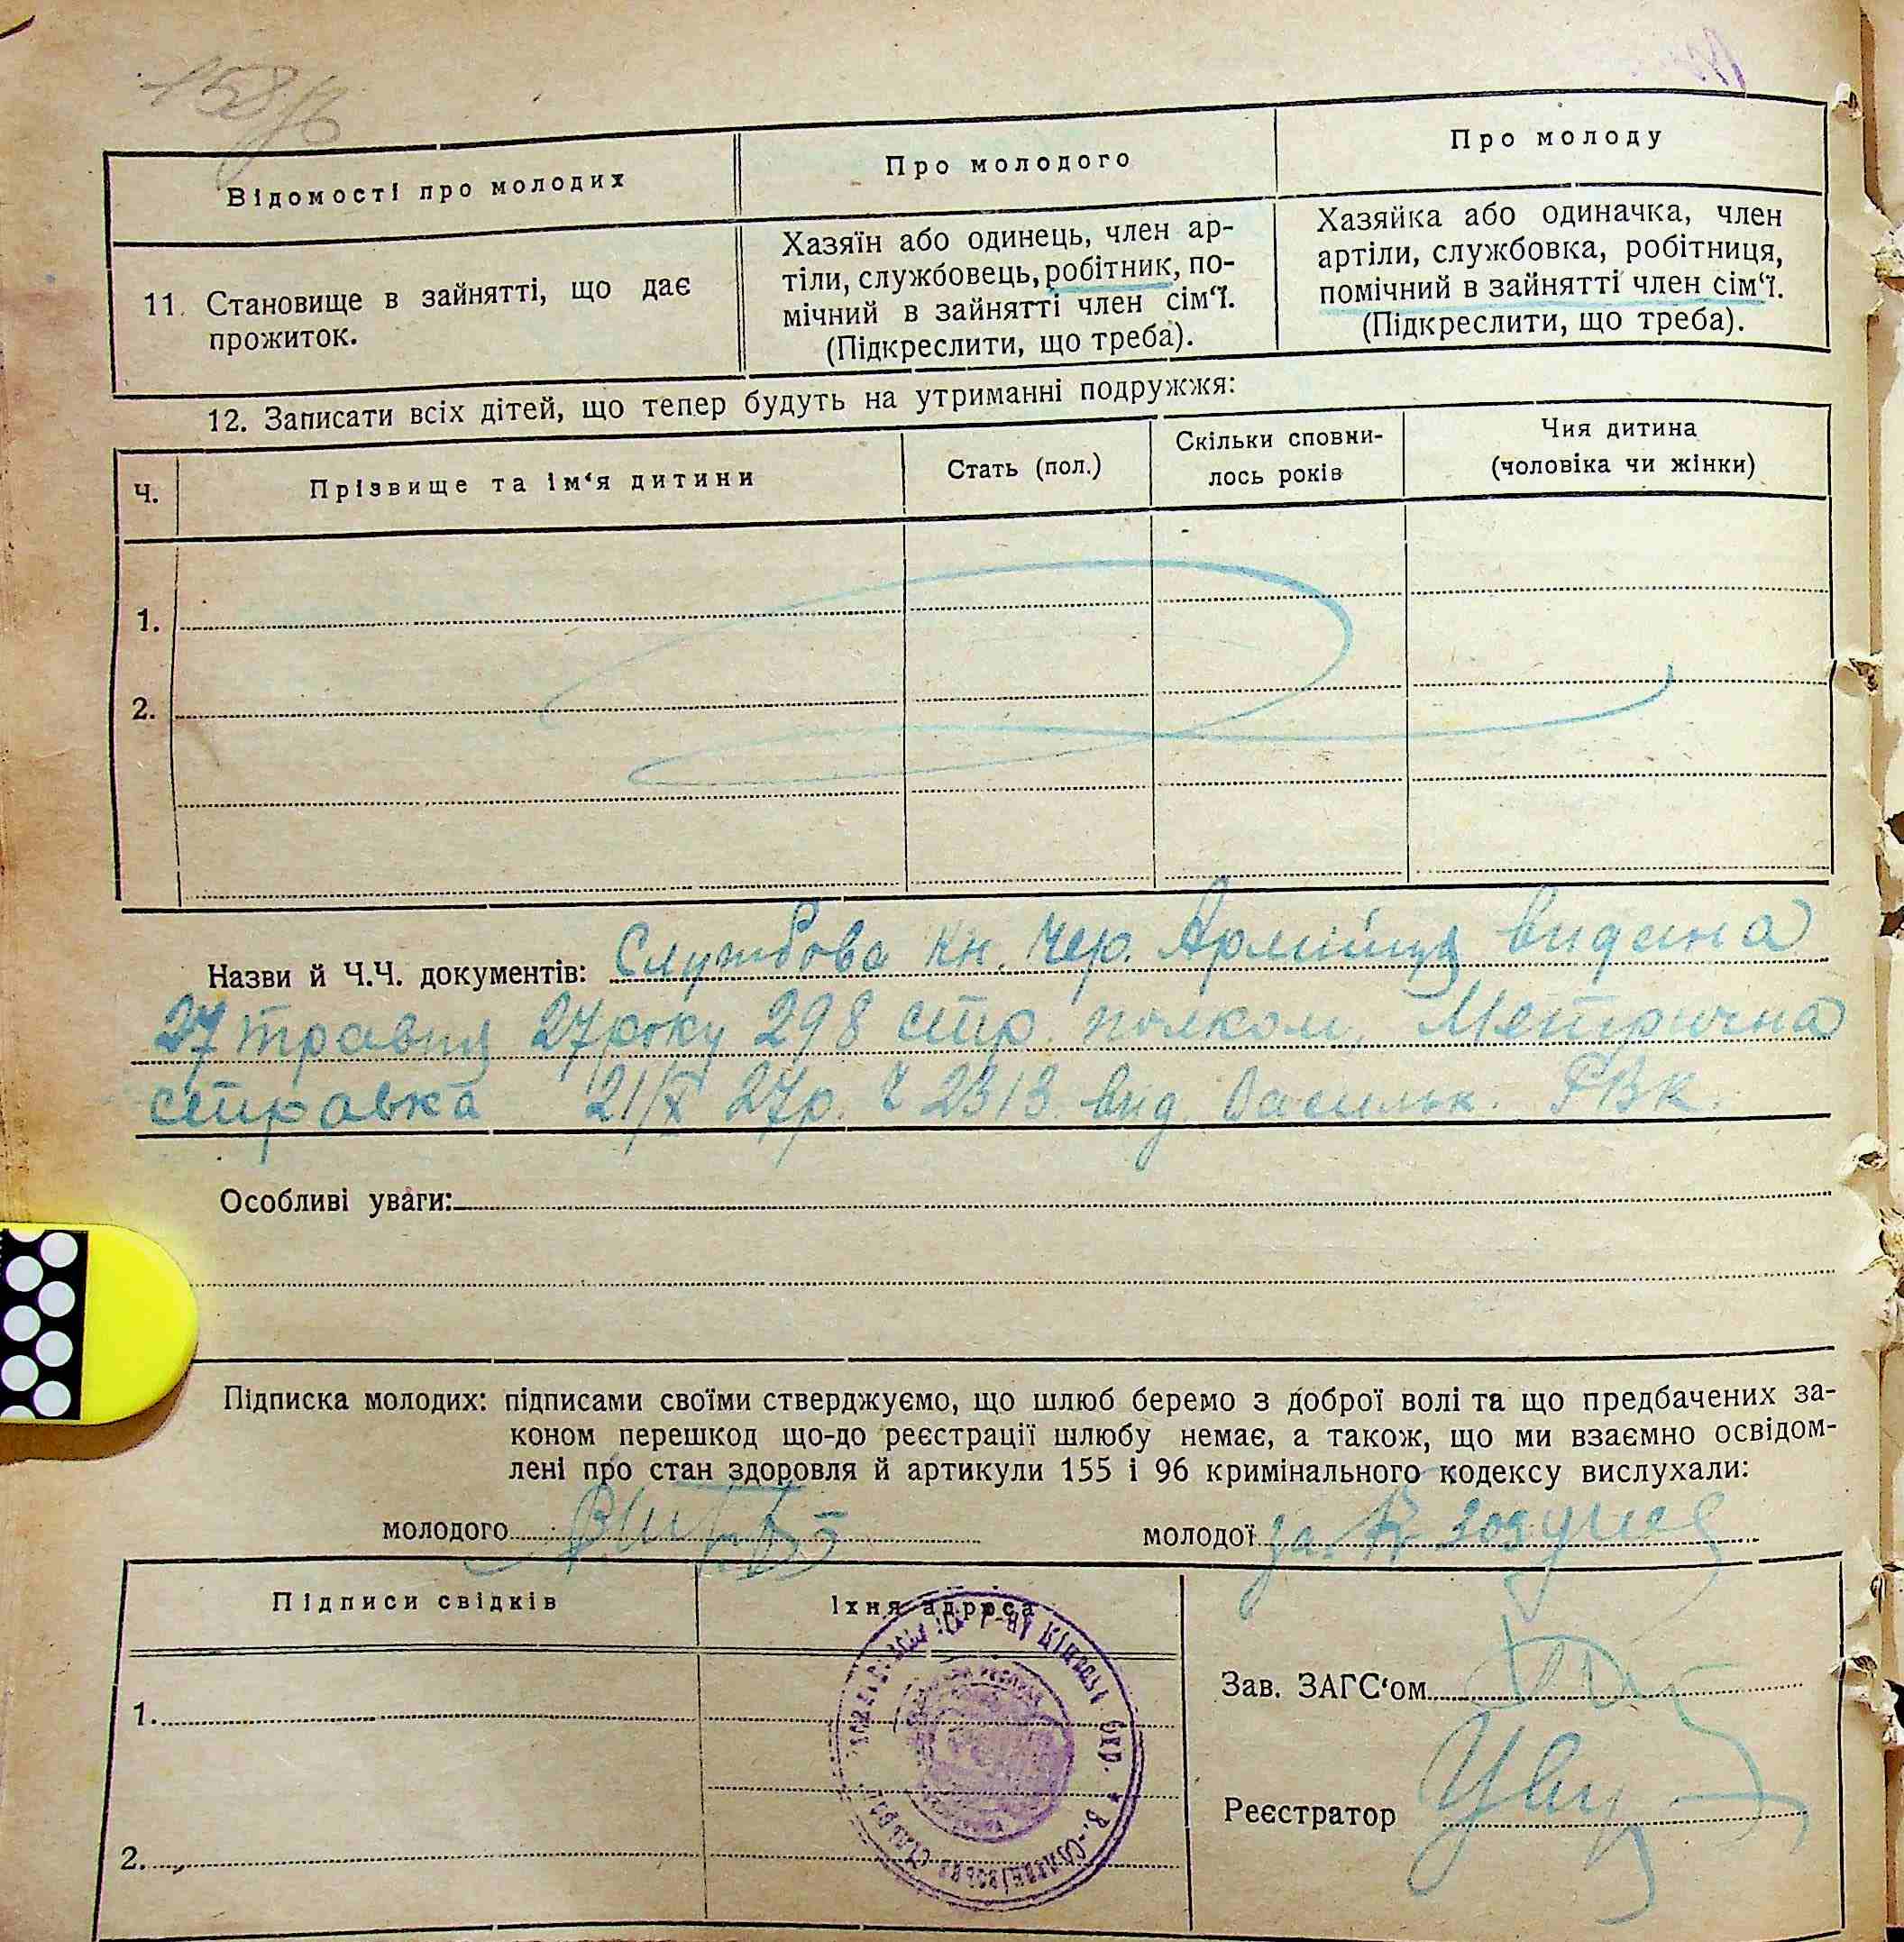 158
Відомості про молодих
Про молодого
Про молоду
11. Становище в зайнятті, що дає
прожиток.
Хазяїн або одинець, член ар-
тіли, службовець, робітник, по-
мічний в зайнятті член сім‘ї.
(Підкреслити, що треба).
Хазяйка або одиначка, член
артіли, службовка, робітниця,
помічний в зайнятті член сім‘ї.
(Підкреслити, що треба).
12. Записати всіх дітей, що тепер будуть на утриманні подружжя:
Ч.
Прізвище та ім‘я дитини
Стать (пол.)
Скільки сповни-
лось років
Чия дитина
(чоловіка чи жінки)
1.
2.
Назви й Ч.Ч. документів: Службова кн. Чер. Армійця видана
27 травня 27 року 298 стр. полком. Метрична
справка 21/X 27р. Ч 2313. вид. Васильк. РВК.
Особливі уваги:
Підписка молодих: підписами своїми стверджуємо, що шлюб беремо з доброї волі та що предбачених за-
коном перешкод що-до реєстрації шлюбу немає, а також, що ми взаємно освідом-
лені про стан здоровля й артикули 155 і 96 кримінального кодексу вислухали:
молодого
молодої
Підписи свідків
Їхня адреса
1.
2.
Зав. ЗАГС‘ом
Реєстратор